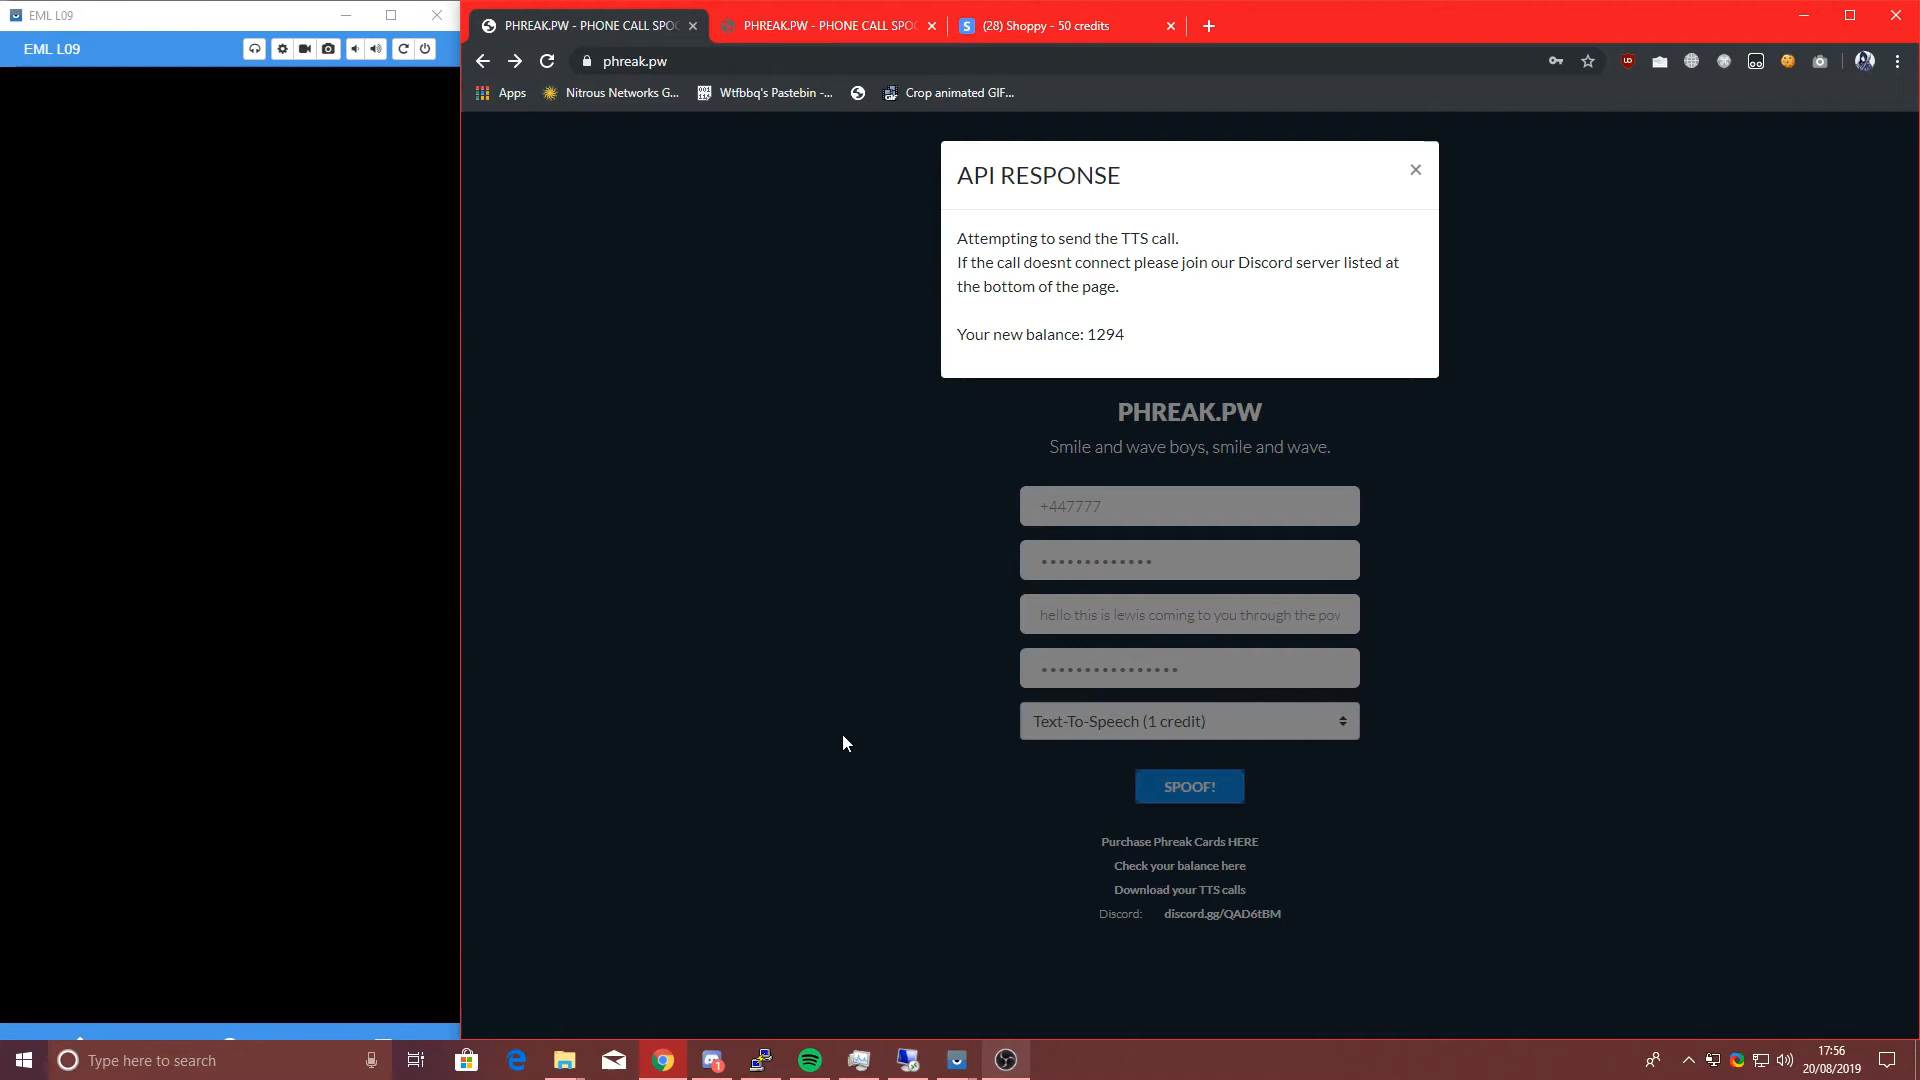 EML L09
EML L09
PHREAK.PW - PHONE CALL SPOO
PHREAK.PW - PHONE CALL SPOO
(28) Shoppy - 50 credits
phreak.pw
Apps
Nitrous Networks G...
Wtfbbq's Pastebin -...
Crop animated GIF...
API RESPONSE
Attempting to send the TTS call.
If the call doesnt connect please join our Discord server listed at
the bottom of the page.
Your new balance: 1294
PHREAK.PW
Smile and wave boys, smile and wave.
+447777
•••••••••••••
hello this is lewis coming to you through the pow
••••••••••••••••
Text-To-Speech (1 credit)
SPOOF!
Purchase Phreak Cards HERE
Check your balance here
Download your TTS calls
Discord: discord.gg/QAD6tBM
Type here to search
17:56
20/08/2019